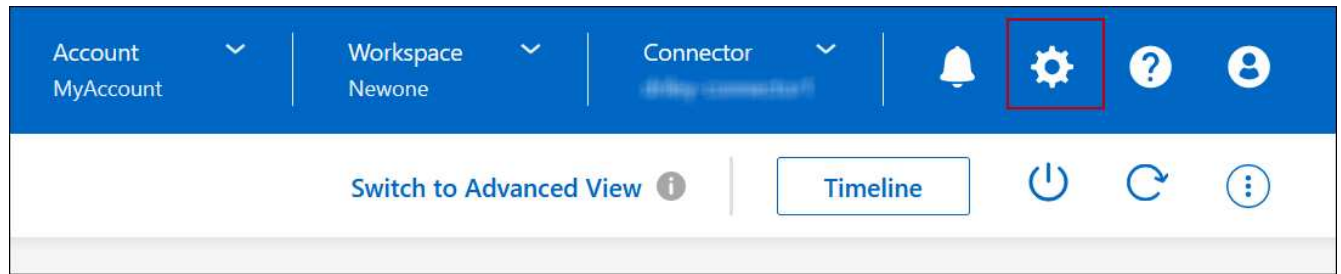 Account
MyAccount
Workspace
Newone
Connector
Switch to Advanced View
Timeline